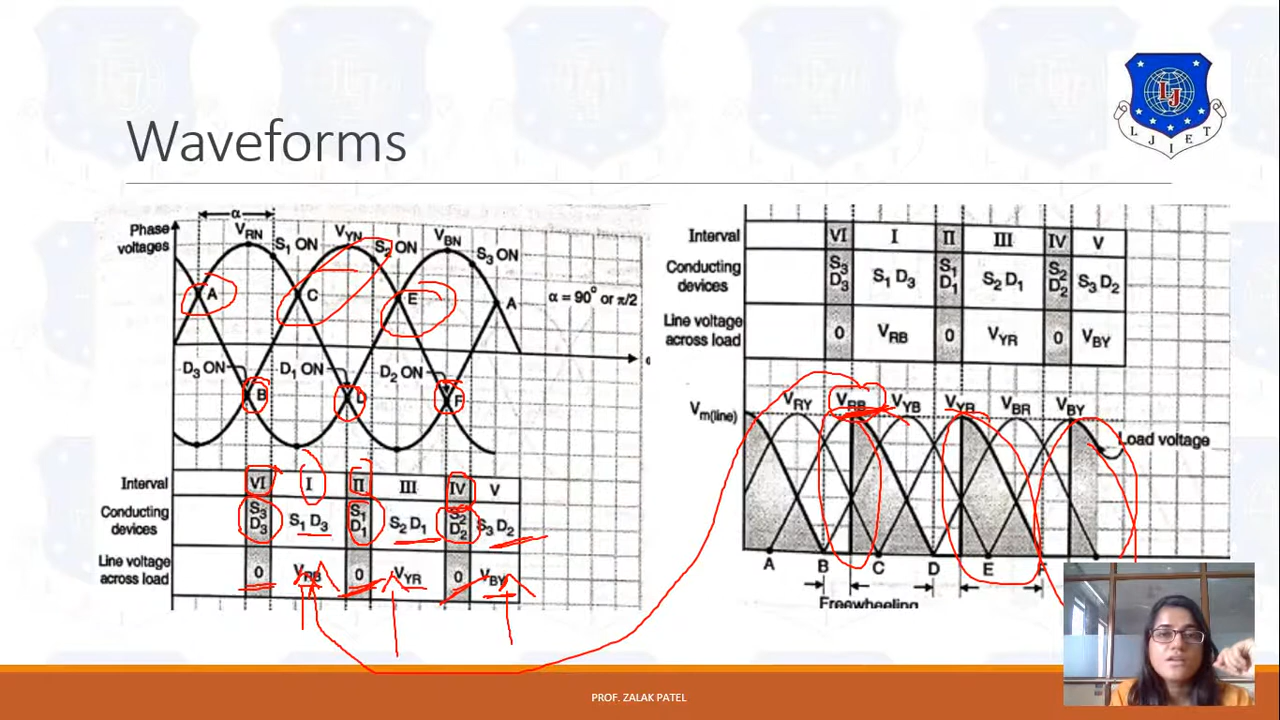 Waveforms
LJIET
α
Phase voltages
V_RN
S₁ ON
V_YN
S₂ ON
V_BN
S₃ ON
A
C
E
A
α = 90° or π/2
D₃ ON
B
D₁ ON
D₂ ON
F
Interval VI I II III IV V
Conducting devices S₃ D₃ S₁ D₃ S₁ D₁ S₂ D₁ S₂ D₂ S₃ D₂
Line voltage across load 0 V_RB 0 V_YR 0 V_BY
Interval VI I II III IV V
Conducting devices S₃ D₃ S₁ D₃ S₁ D₁ S₂ D₁ S₂ D₂ S₃ D₂
Line voltage across load 0 V_RB 0 V_YR 0 V_BY
V_m(line)
V_RY V_RB V_YB V_YR V_BR V_BY
Load voltage
A B C D E F
Freewheeling
PROF. ZALAK PATEL